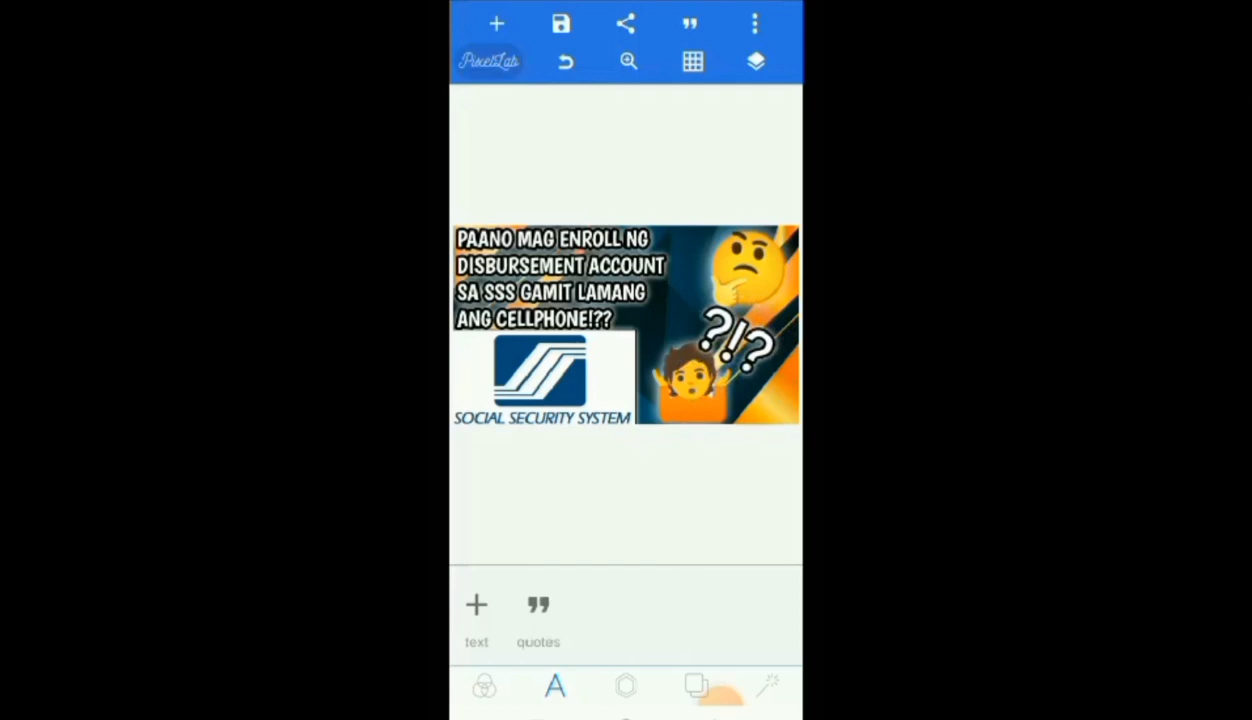 PixelLab
PAANO MAG ENROLL NG
DISBURSEMENT ACCOUNT
SA SSS GAMIT LAMANG
ANG CELLPHONE!??
?!?
SOCIAL SECURITY SYSTEM
text
quotes